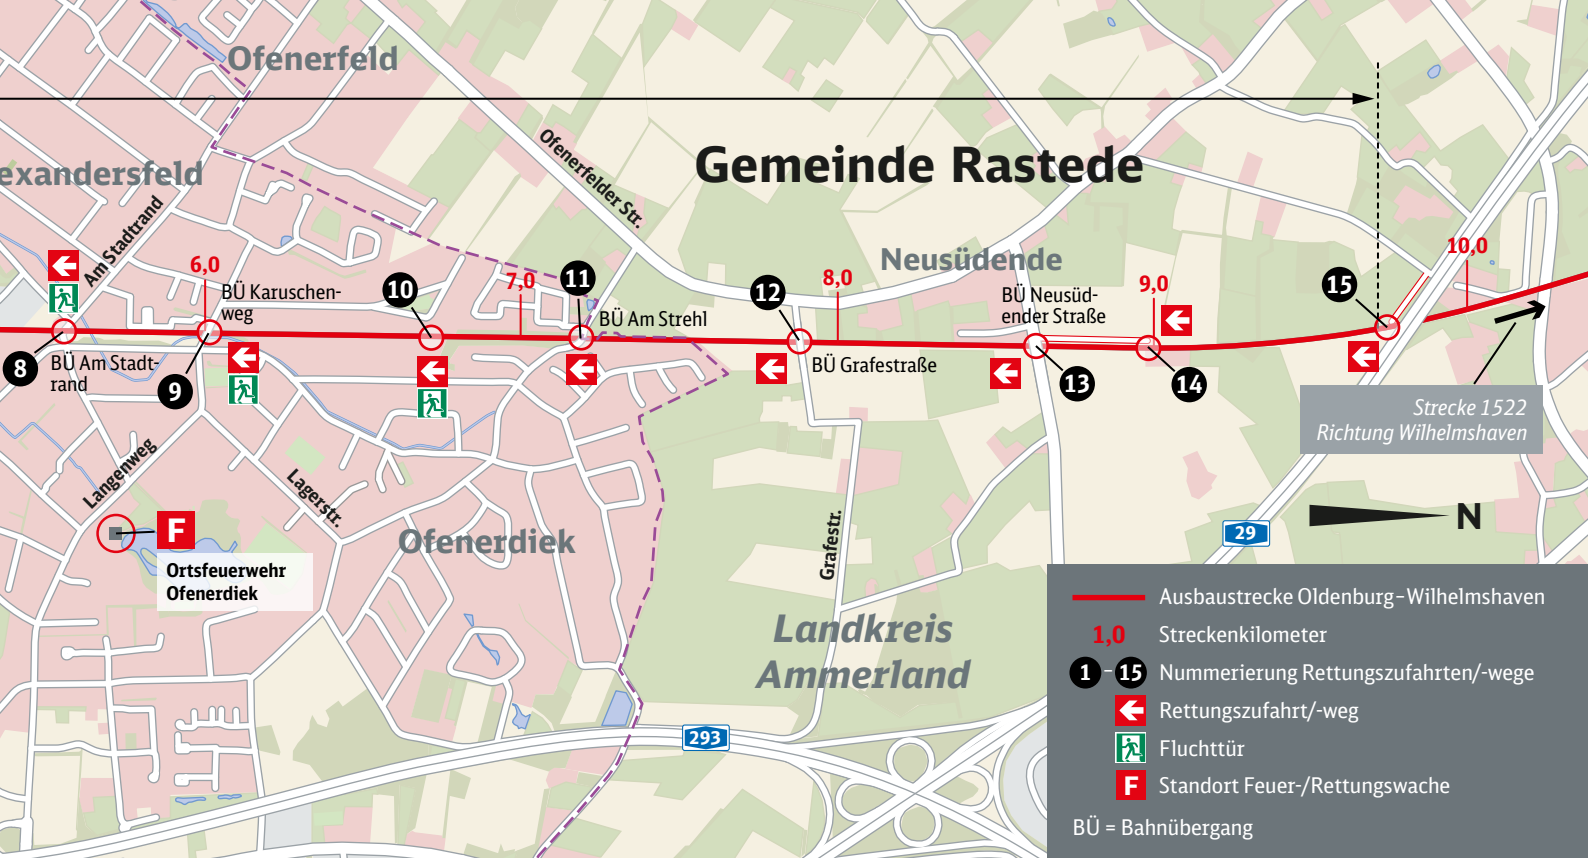 Ofenerfeld
exandersfeld
Am Stadtrand
Ofenerfelder Str.
Gemeinde Rastede
Neusüdende
6,0
7,0
8,0
9,0
10,0
8
BÜ Am Stadt-
rand
9
BÜ Karuschen-
weg
10
11
BÜ Am Strehl
12
BÜ Grafestraße
BÜ Neusüd-
ender Straße
13
14
15
Strecke 1522
Richtung Wilhelmshaven
N
29
Langenweg
Lagerstr.
F
Ortsfeuerwehr
Ofenerdiek
Ofenerdiek
Grafestr.
Landkreis
Ammerland
293
Ausbaustrecke Oldenburg–Wilhelmshaven
1,0 Streckenkilometer
1 – 15 Nummerierung Rettungszufahrten/-wege
Rettungszufahrt/-weg
Fluchttür
F Standort Feuer-/Rettungswache
BÜ = Bahnübergang